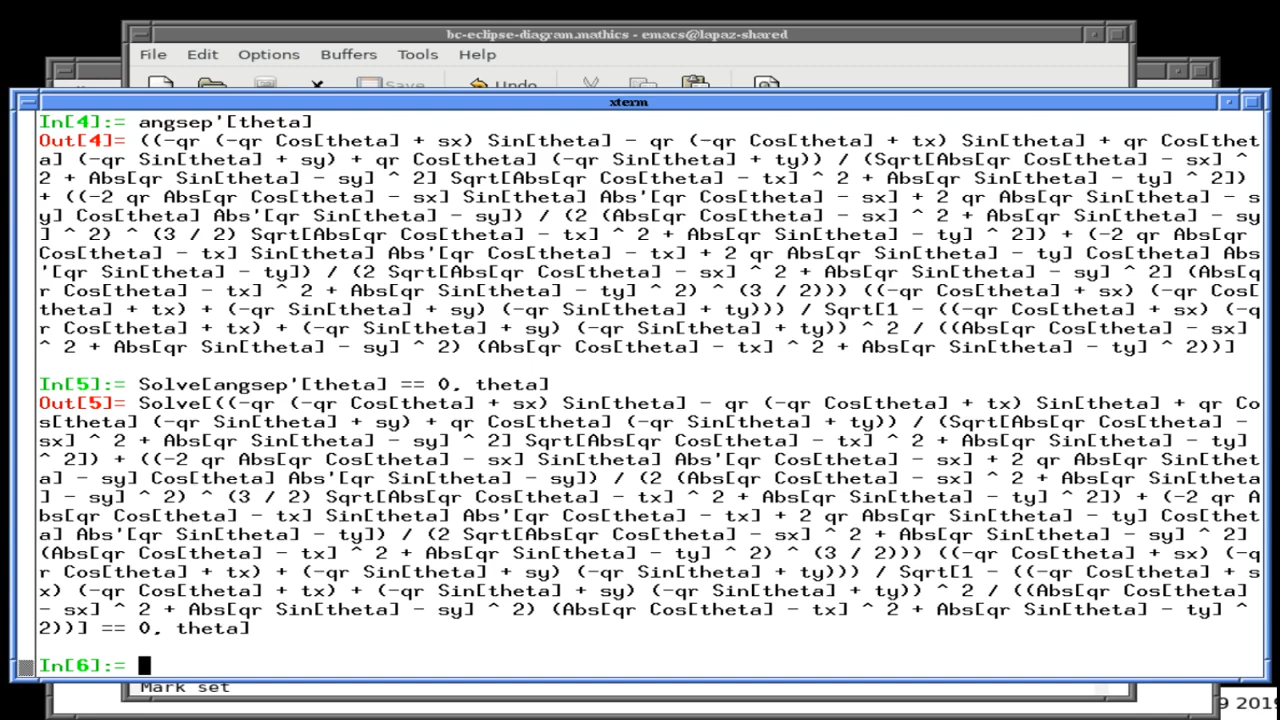 bc-eclipse-diagram.mathics - emacs@lapaz-shared
File Edit Options Buffers Tools Help
Save Undo
xterm
In[4]:= angsep'[theta]
Out[4]= ((-qr (-qr Cos[theta] + sx) Sin[theta] - qr (-qr Cos[theta] + tx) Sin[theta] + qr Cos[thet
a] (-qr Sin[theta] + sy) + qr Cos[theta] (-qr Sin[theta] + ty)) / (Sqrt[Abs[qr Cos[theta] - sx] ^
2 + Abs[qr Sin[theta] - sy] ^ 2] Sqrt[Abs[qr Cos[theta] - tx] ^ 2 + Abs[qr Sin[theta] - ty] ^ 2])
+ ((-2 qr Abs[qr Cos[theta] - sx] Sin[theta] Abs'[qr Cos[theta] - sx] + 2 qr Abs[qr Sin[theta] - s
y] Cos[theta] Abs'[qr Sin[theta] - sy]) / (2 (Abs[qr Cos[theta] - sx] ^ 2 + Abs[qr Sin[theta] - sy
] ^ 2) ^ (3 / 2) Sqrt[Abs[qr Cos[theta] - tx] ^ 2 + Abs[qr Sin[theta] - ty] ^ 2]) + (-2 qr Abs[qr
Cos[theta] - tx] Sin[theta] Abs'[qr Cos[theta] - tx] + 2 qr Abs[qr Sin[theta] - ty] Cos[theta] Abs
'[qr Sin[theta] - ty]) / (2 Sqrt[Abs[qr Cos[theta] - sx] ^ 2 + Abs[qr Sin[theta] - sy] ^ 2] (Abs[q
r Cos[theta] - tx] ^ 2 + Abs[qr Sin[theta] - ty] ^ 2) ^ (3 / 2))) ((-qr Cos[theta] + sx) (-qr Cos[
theta] + tx) + (-qr Sin[theta] + sy) (-qr Sin[theta] + ty))) / Sqrt[1 - ((-qr Cos[theta] + sx) (-q
r Cos[theta] + tx) + (-qr Sin[theta] + sy) (-qr Sin[theta] + ty)) ^ 2 / ((Abs[qr Cos[theta] - sx]
^ 2 + Abs[qr Sin[theta] - sy] ^ 2) (Abs[qr Cos[theta] - tx] ^ 2 + Abs[qr Sin[theta] - ty] ^ 2))]
In[5]:= Solve[angsep'[theta] == 0, theta]
Out[5]= Solve[((-qr (-qr Cos[theta] + sx) Sin[theta] - qr (-qr Cos[theta] + tx) Sin[theta] + qr Co
s[theta] (-qr Sin[theta] + sy) + qr Cos[theta] (-qr Sin[theta] + ty)) / (Sqrt[Abs[qr Cos[theta] -
sx] ^ 2 + Abs[qr Sin[theta] - sy] ^ 2] Sqrt[Abs[qr Cos[theta] - tx] ^ 2 + Abs[qr Sin[theta] - ty]
^ 2]) + ((-2 qr Abs[qr Cos[theta] - sx] Sin[theta] Abs'[qr Cos[theta] - sx] + 2 qr Abs[qr Sin[thet
a] - sy] Cos[theta] Abs'[qr Sin[theta] - sy]) / (2 (Abs[qr Cos[theta] - sx] ^ 2 + Abs[qr Sin[theta
] - sy] ^ 2) ^ (3 / 2) Sqrt[Abs[qr Cos[theta] - tx] ^ 2 + Abs[qr Sin[theta] - ty] ^ 2]) + (-2 qr A
bs[qr Cos[theta] - tx] Sin[theta] Abs'[qr Cos[theta] - tx] + 2 qr Abs[qr Sin[theta] - ty] Cos[thet
a] Abs'[qr Sin[theta] - ty]) / (2 Sqrt[Abs[qr Cos[theta] - sx] ^ 2 + Abs[qr Sin[theta] - sy] ^ 2]
(Abs[qr Cos[theta] - tx] ^ 2 + Abs[qr Sin[theta] - ty] ^ 2) ^ (3 / 2))) ((-qr Cos[theta] + sx) (-q
r Cos[theta] + tx) + (-qr Sin[theta] + sy) (-qr Sin[theta] + ty))) / Sqrt[1 - ((-qr Cos[theta] + s
x) (-qr Cos[theta] + tx) + (-qr Sin[theta] + sy) (-qr Sin[theta] + ty)) ^ 2 / ((Abs[qr Cos[theta]
- sx] ^ 2 + Abs[qr Sin[theta] - sy] ^ 2) (Abs[qr Cos[theta] - tx] ^ 2 + Abs[qr Sin[theta] - ty] ^
2))] == 0, theta]
In[6]:=
Mark set
9 2019